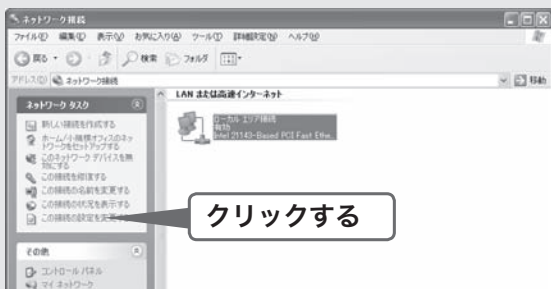 ネットワーク接続
ファイル(F) 編集(E) 表示(V) お気に入り(A) ツール(T) 詳細設定(N) ヘルプ(H)
戻る 検索 フォルダ
アドレス(D) ネットワーク接続 移動
ネットワーク タスク
新しい接続を作成する
ホーム/小規模オフィスのネットワークをセットアップする
このネットワーク デバイスを無効にする
この接続を修復する
この接続の名前を変更する
この接続の状況を表示する
この接続の設定を変更する
その他
コントロール パネル
マイ ネットワーク
LAN または高速インターネット
ローカル エリア接続
有効
Intel 21143-Based PCI Fast Ethe...
クリックする